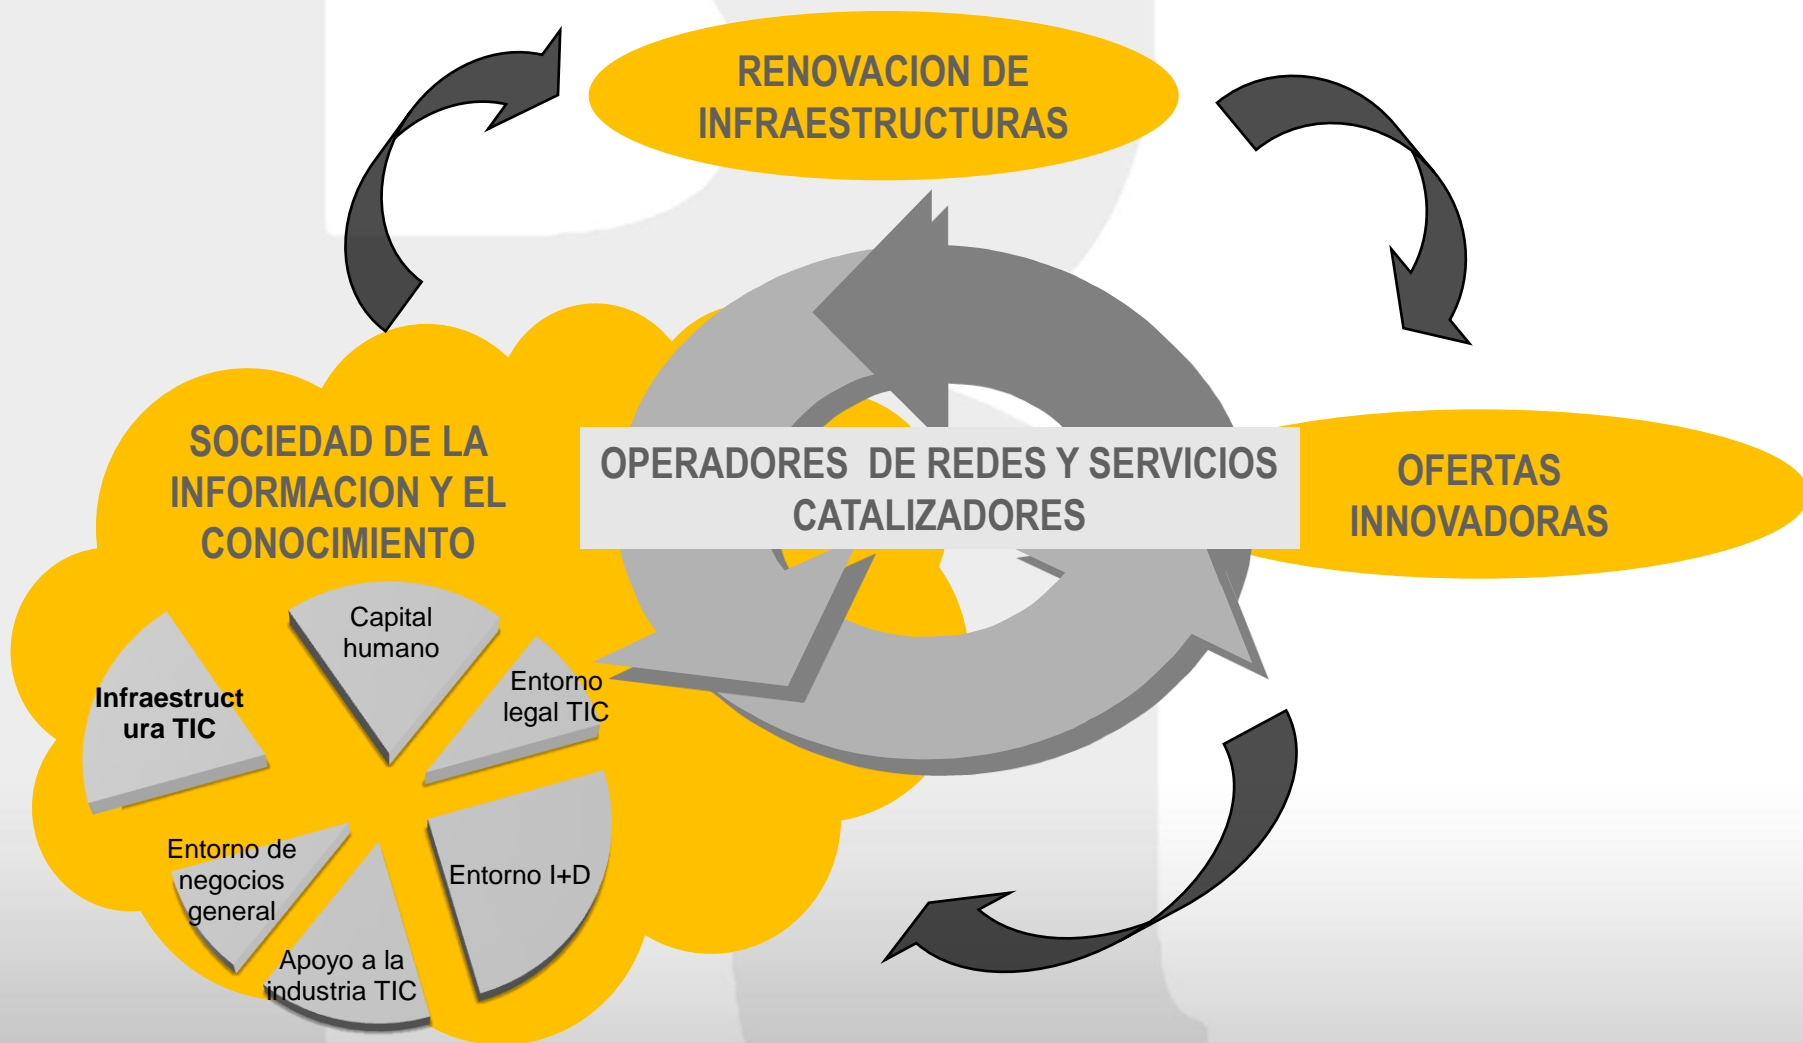 RENOVACION DE
INFRAESTRUCTURAS
SOCIEDAD DE LA
INFORMACION Y EL
CONOCIMIENTO
OPERADORES DE REDES Y SERVICIOS
CATALIZADORES
OFERTAS
INNOVADORAS
Capital
humano
Infraestruct
ura TIC
Entorno
legal TIC
Entorno de
negocios
general
Entorno I+D
Apoyo a la
industria TIC